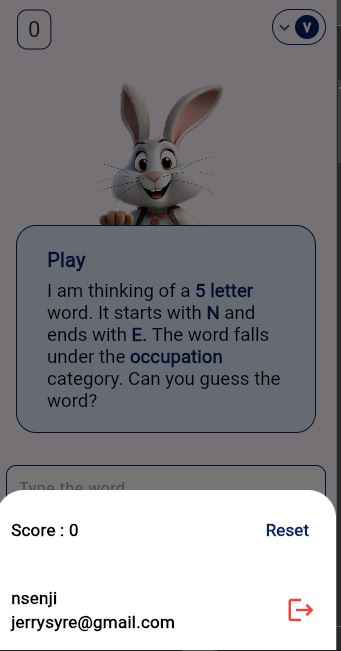 0
V
Play
I am thinking of a 5 letter
word. It starts with N and
ends with E. The word falls
under the occupation
category. Can you guess the
word?
Type the word
Score : 0
Reset
nsenji
jerrysyre@gmail.com